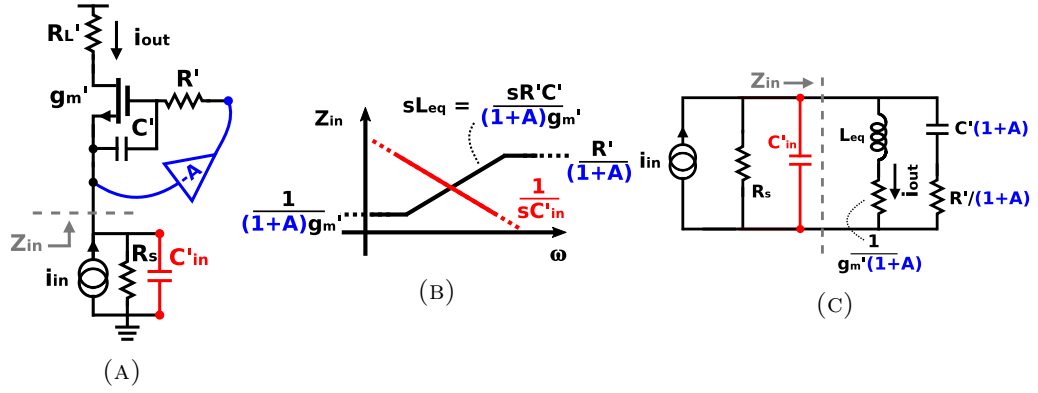 RL'
iout
gm'
R'
C'
-A
Zin
iin
Rs
C'in
(A)
Zin
sLeq = sR'C'
(1+A)gm'
R'
(1+A)
1
(1+A)gm'
1
sC'in
ω
(B)
Zin
iin
Rs
C'in
Leq
iout
C'(1+A)
R'/(1+A)
1
gm'(1+A)
(C)